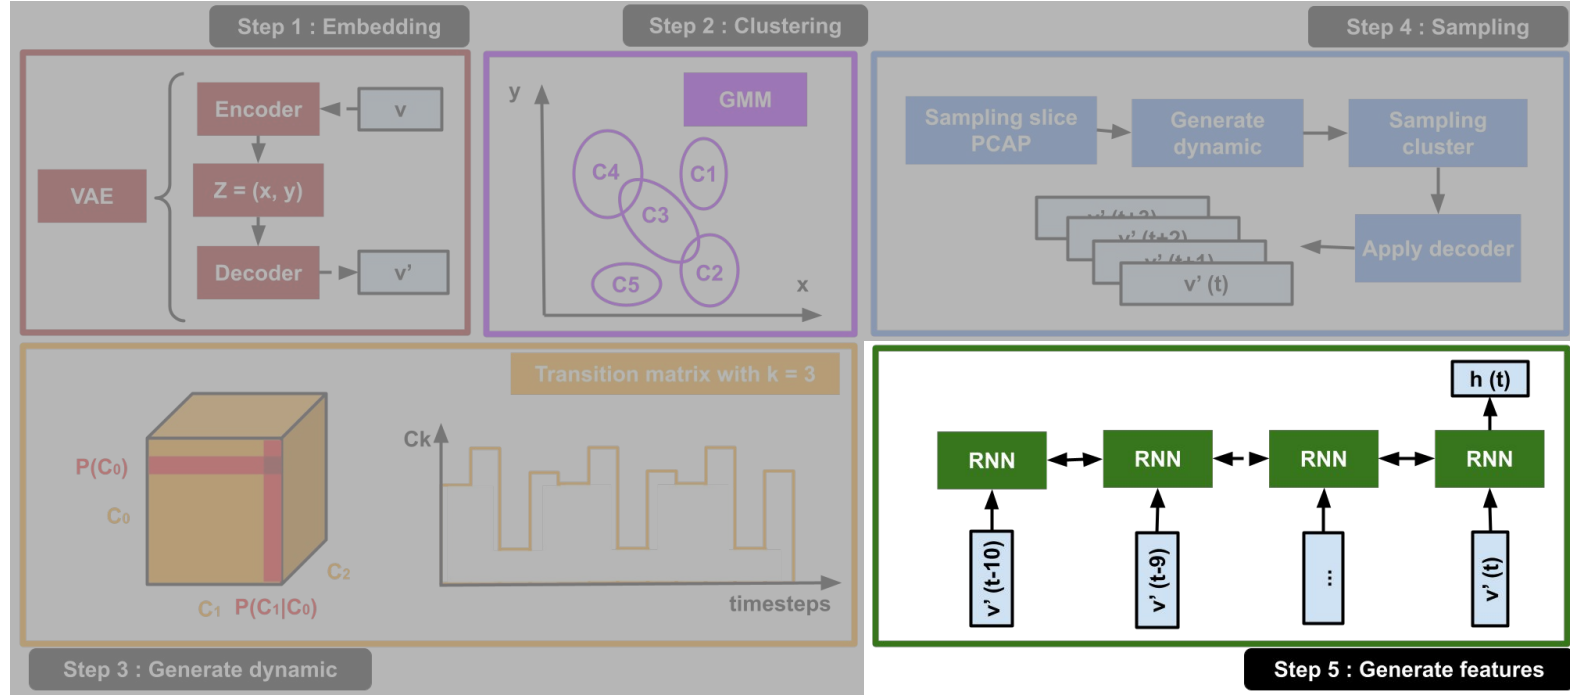 Step 1 : Embedding
VAE
Encoder
v
Z = (x, y)
Decoder
v’
Step 2 : Clustering
y
GMM
C4
C1
C3
C2
C5
x
Step 4 : Sampling
Sampling slice
PCAP
Generate
dynamic
Sampling
cluster
Apply decoder
v’ (t+2)
v’ (t+1)
v’ (t)
Transition matrix with k = 3
P(C₀)
C₀
C₁
P(C₁|C₀)
C₂
Ck
timesteps
Step 3 : Generate dynamic
h (t)
RNN
RNN
RNN
RNN
v’ (t-10)
v’ (t-9)
...
v’ (t)
Step 5 : Generate features